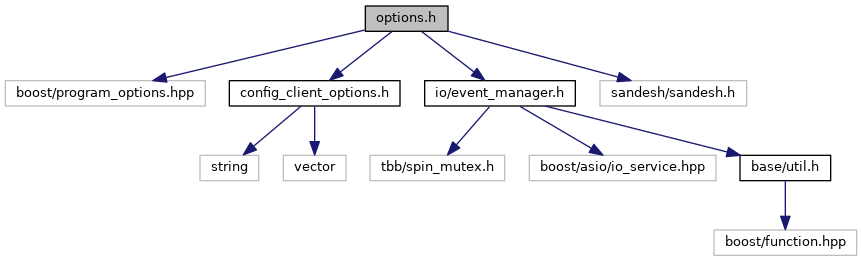 options.h
boost/program_options.hpp
config_client_options.h
io/event_manager.h
sandesh/sandesh.h
string
vector
tbb/spin_mutex.h
boost/asio/io_service.hpp
base/util.h
boost/function.hpp